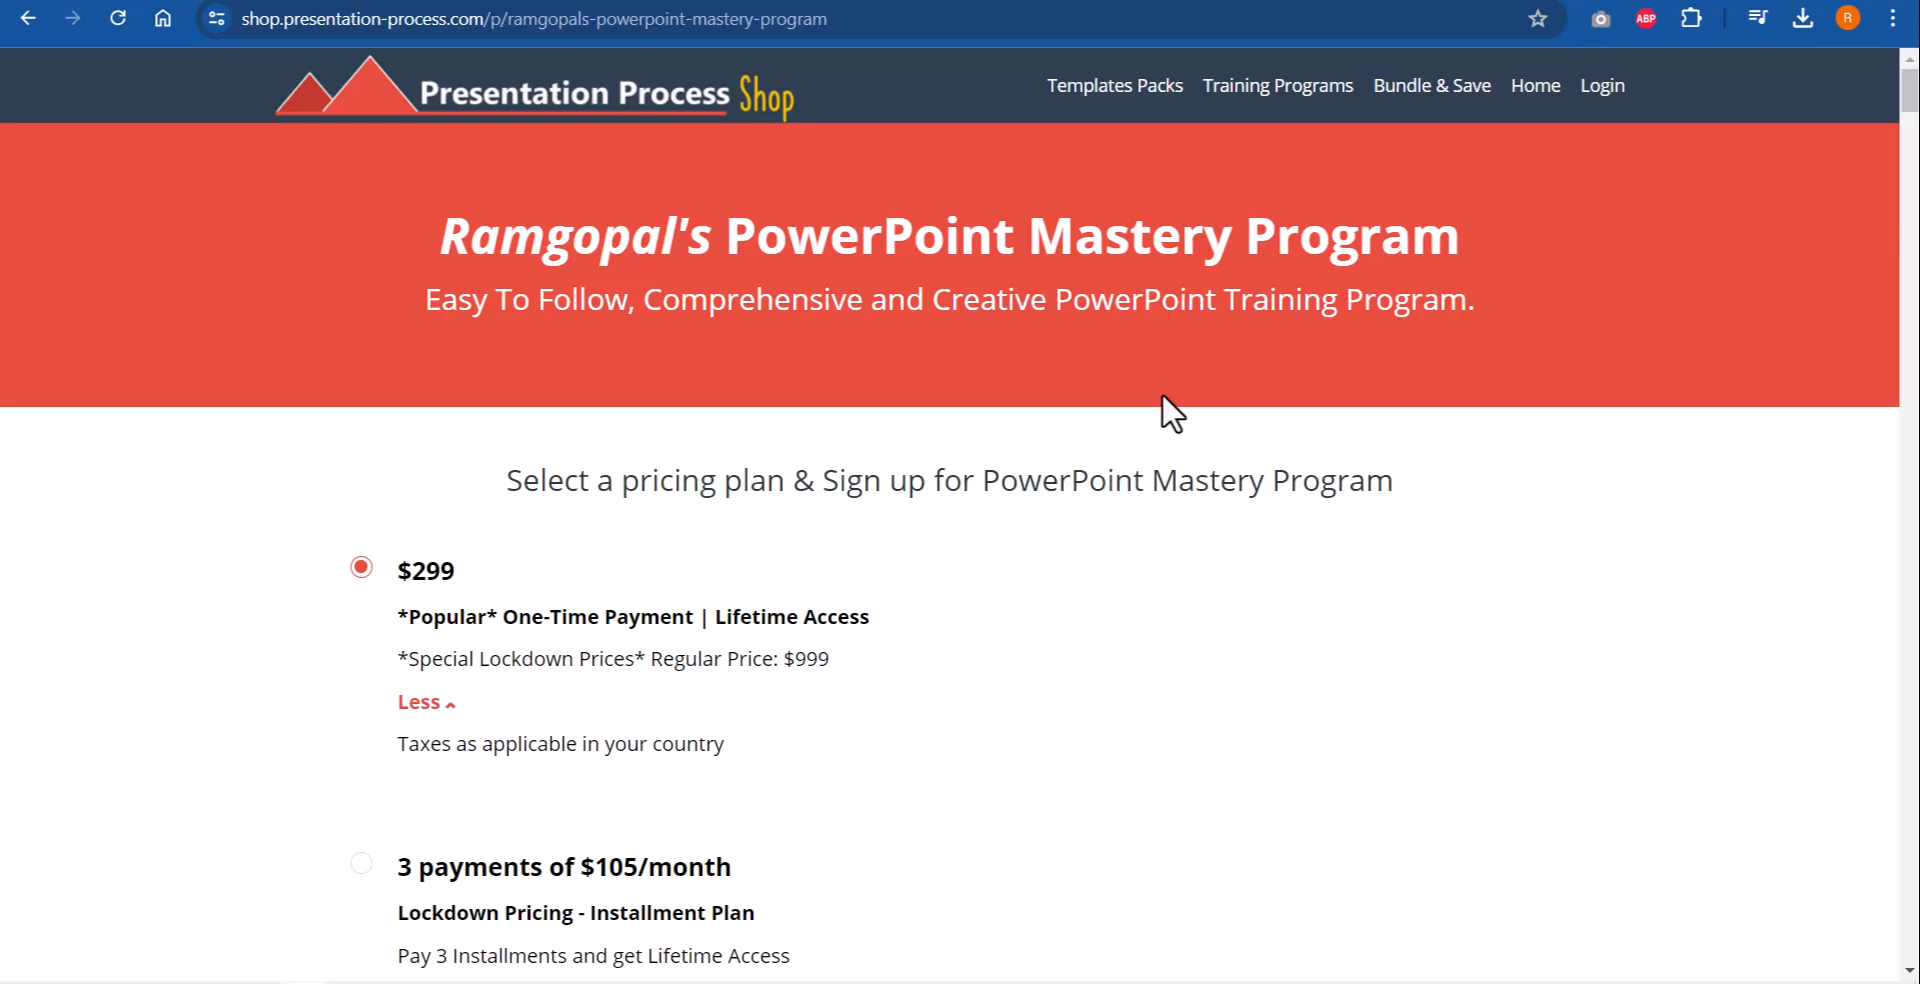 shop.presentation-process.com/p/ramgopals-powerpoint-mastery-program
ABP
R
Presentation Process Shop
Templates Packs Training Programs Bundle & Save Home Login
Ramgopal's PowerPoint Mastery Program
Easy To Follow, Comprehensive and Creative PowerPoint Training Program.
Select a pricing plan & Sign up for PowerPoint Mastery Program
$299
*Popular* One-Time Payment | Lifetime Access
*Special Lockdown Prices* Regular Price: $999
Less
Taxes as applicable in your country
3 payments of $105/month
Lockdown Pricing - Installment Plan
Pay 3 Installments and get Lifetime Access